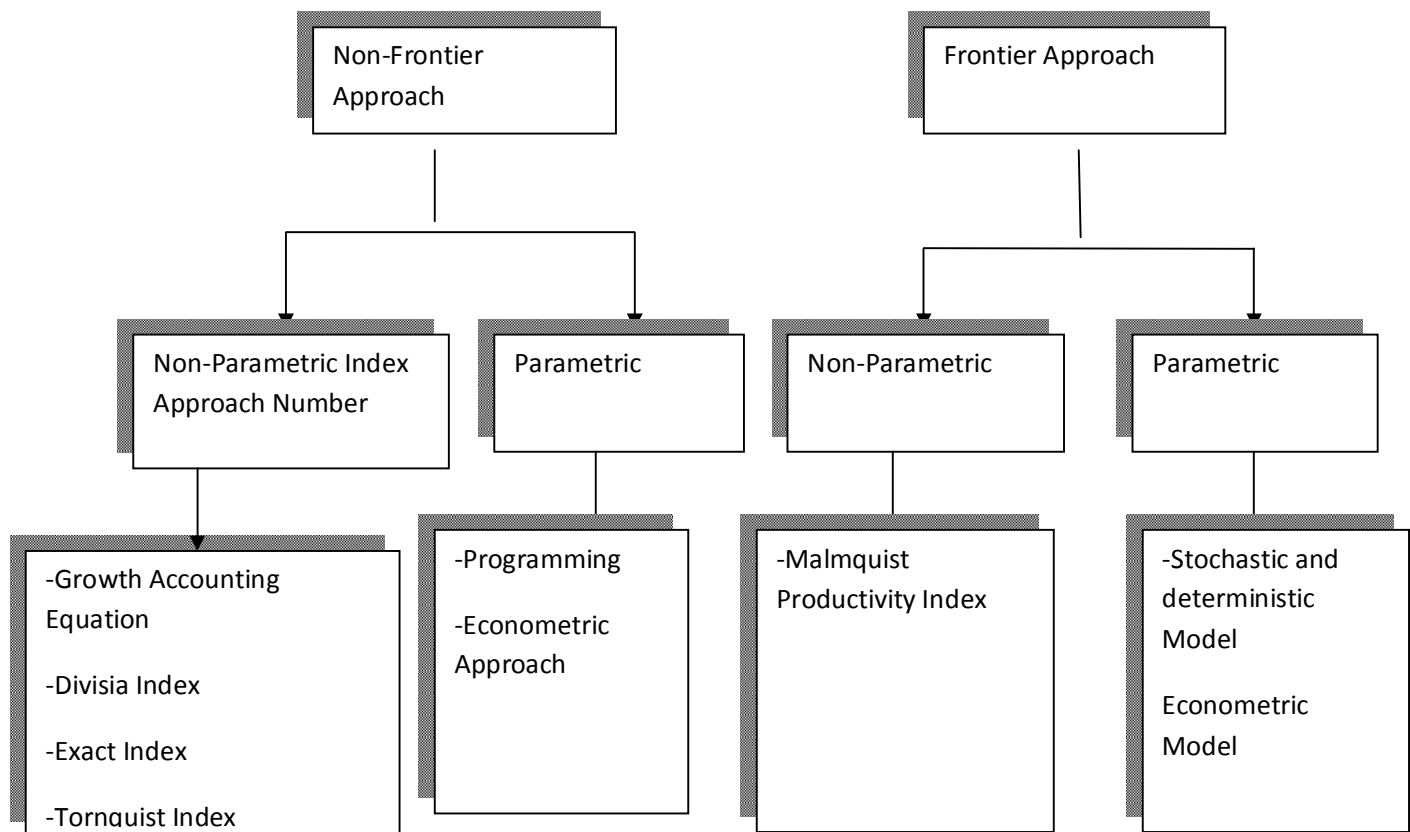 Non-Frontier
Approach
Frontier Approach
Non-Parametric Index
Approach Number
Parametric
Non-Parametric
Parametric
-Growth Accounting
Equation
-Divisia Index
-Exact Index
-Tornquist Index
-Programming
-Econometric
Approach
-Malmquist
Productivity Index
-Stochastic and
deterministic
Model
Econometric
Model